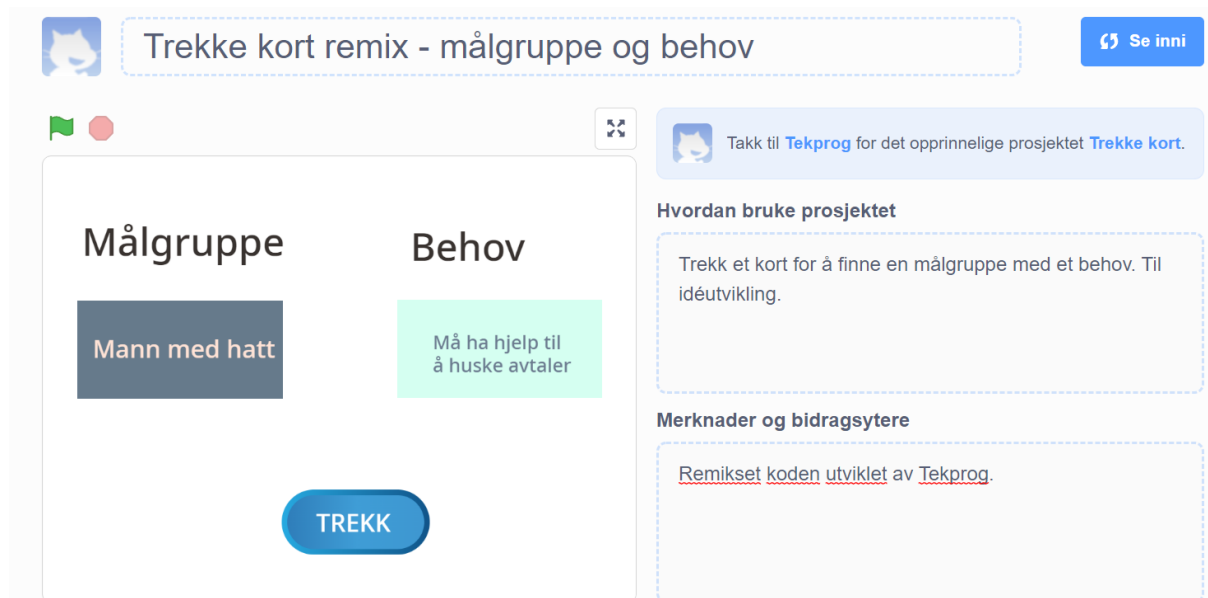 Trekke kort remix - målgruppe og behov
Se inni
Takk til Tekprog for det opprinnelige prosjektet Trekke kort.
Målgruppe
Behov
Mann med hatt
Må ha hjelp til
å huske avtaler
TREKK
Hvordan bruke prosjektet
Trekk et kort for å finne en målgruppe med et behov. Til
idéutvikling.
Merknader og bidragsytere
Remikset koden utviklet av Tekprog.